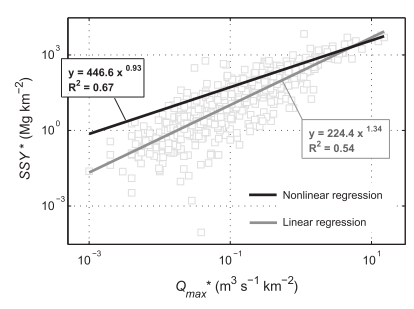 10^3
y = 446.6 x^0.93
R^2 = 0.67
10^0
SSY * (Mg km^−2)
y = 224.4 x^1.34
R^2 = 0.54
10^−3
Nonlinear regression
Linear regression
10^−3 10^−1 10^1
Q_max* (m^3 s^−1 km^−2)